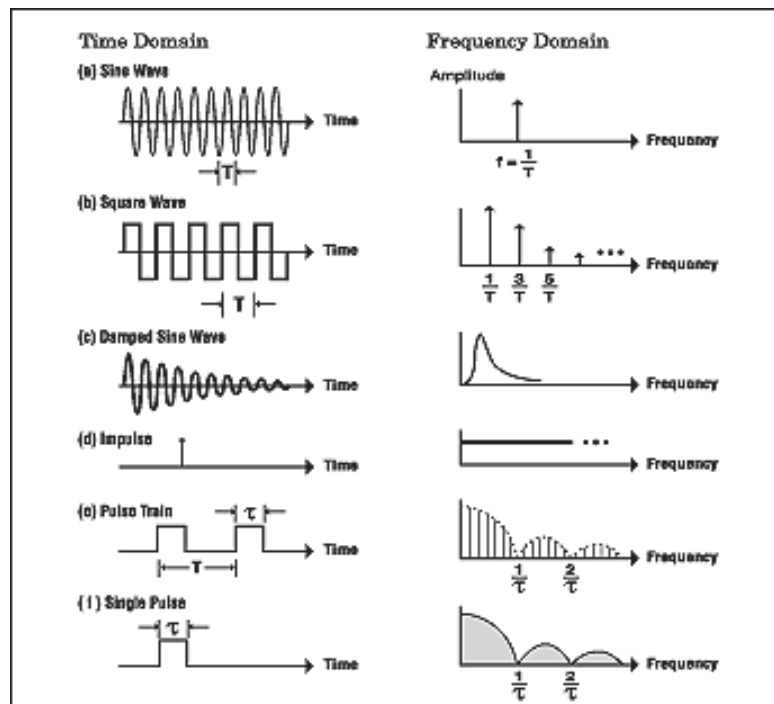 Time Domain
Frequency Domain
(a) Sine Wave
Amplitude
Time
Frequency
T
f = 1/T
(b) Square Wave
Time
Frequency
T
1/T 3/T 5/T
(c) Damped Sine Wave
Time
Frequency
(d) Impulse
Time
Frequency
(e) Pulse Train
τ
Time
Frequency
T
1/τ 2/τ
(f) Single Pulse
τ
Time
Frequency
1/τ 2/τ